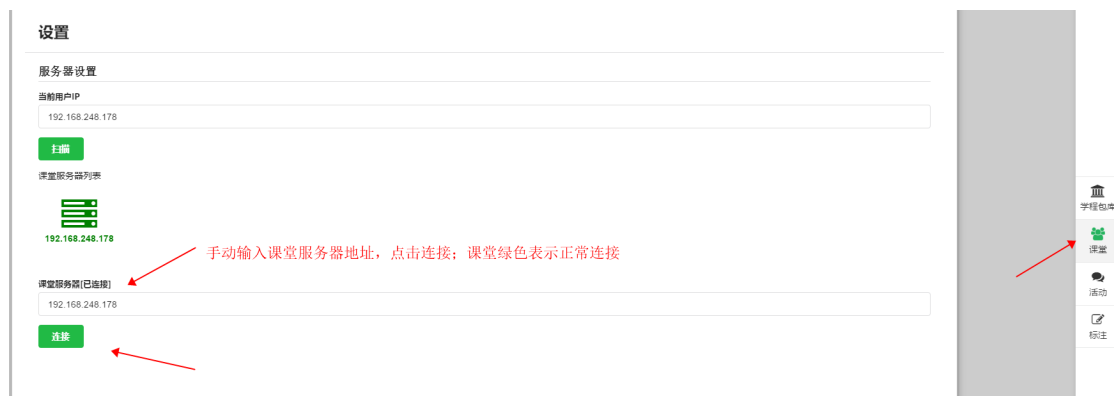 设置
服务器设置
当前用户IP
192.168.248.178
扫描
课堂服务器列表
192.168.248.178
手动输入课堂服务器地址，点击连接；课堂绿色表示正常连接
课堂服务器[已连接]
192.168.248.178
连接
学程包库
课堂
活动
标注